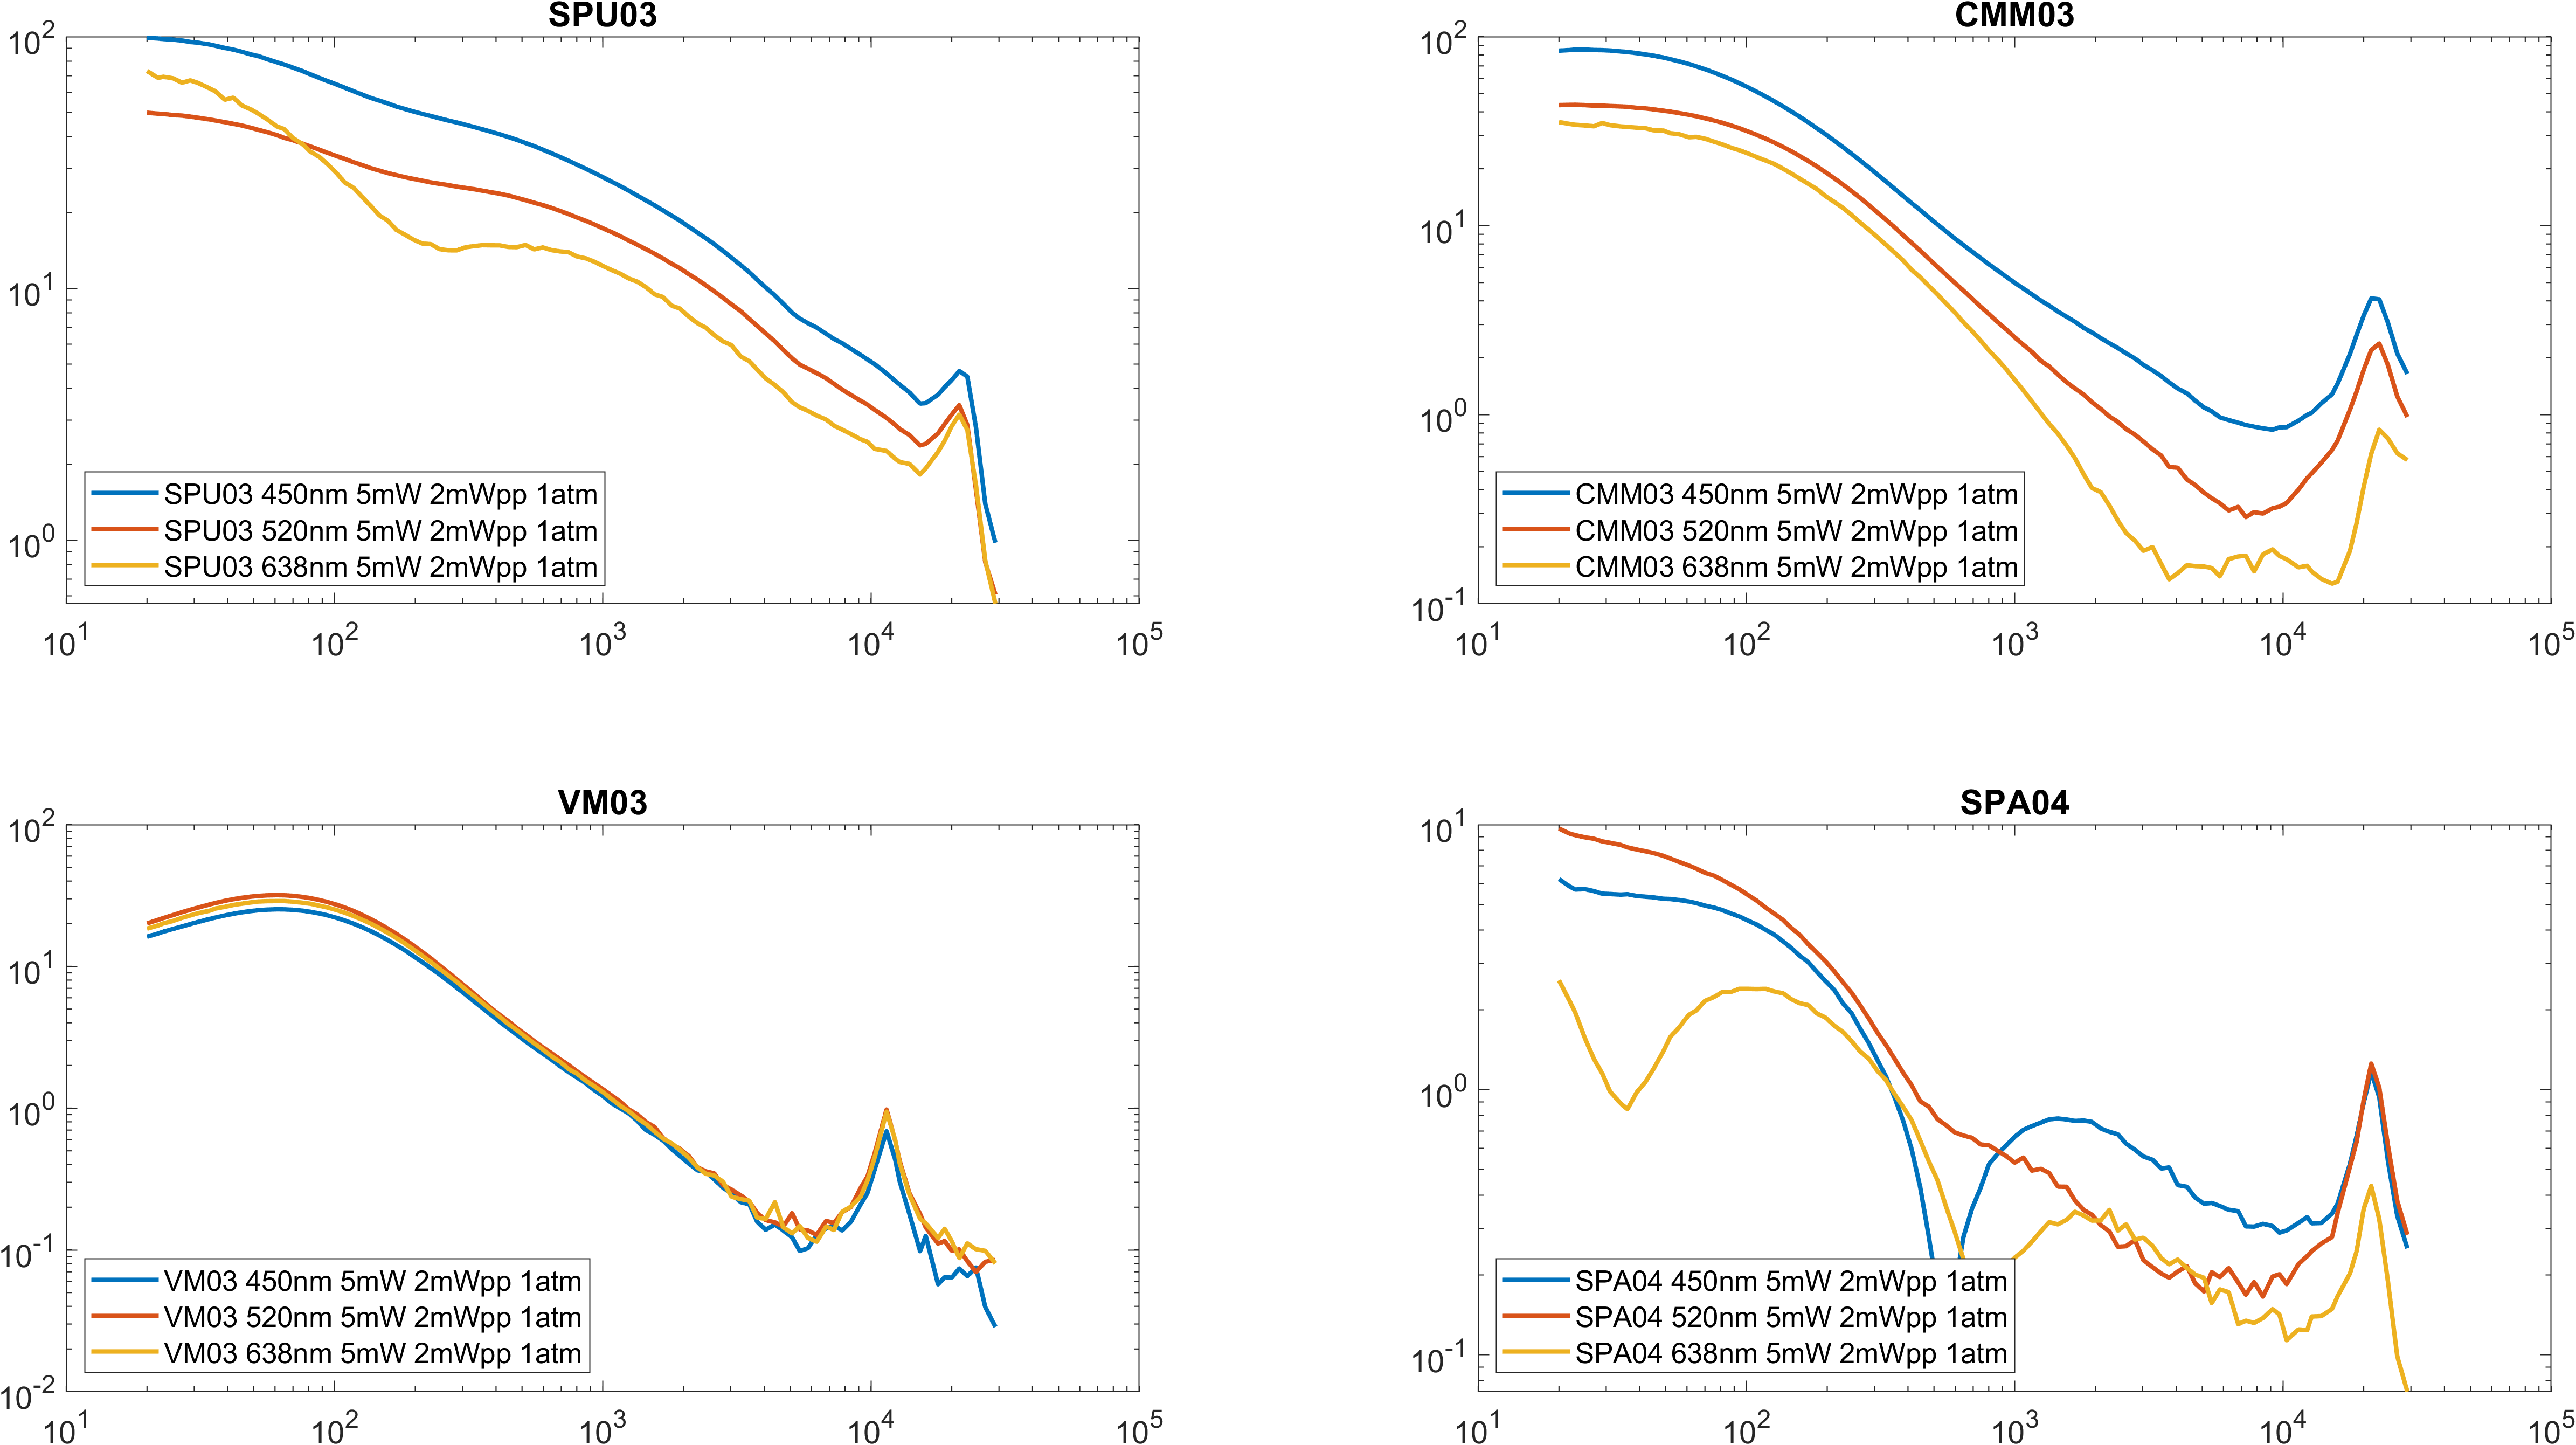 SPU03
10^2
10^1
10^0
SPU03 450nm 5mW 2mWpp 1atm
SPU03 520nm 5mW 2mWpp 1atm
SPU03 638nm 5mW 2mWpp 1atm
10^1 10^2 10^3 10^4 10^5
CMM03
10^2
10^1
10^0
10^-1
CMM03 450nm 5mW 2mWpp 1atm
CMM03 520nm 5mW 2mWpp 1atm
CMM03 638nm 5mW 2mWpp 1atm
10^1 10^2 10^3 10^4 10^5
VM03
10^2
10^1
10^0
10^-1
10^-2
VM03 450nm 5mW 2mWpp 1atm
VM03 520nm 5mW 2mWpp 1atm
VM03 638nm 5mW 2mWpp 1atm
10^1 10^2 10^3 10^4 10^5
SPA04
10^1
10^0
10^-1
SPA04 450nm 5mW 2mWpp 1atm
SPA04 520nm 5mW 2mWpp 1atm
SPA04 638nm 5mW 2mWpp 1atm
10^1 10^2 10^3 10^4 10^5